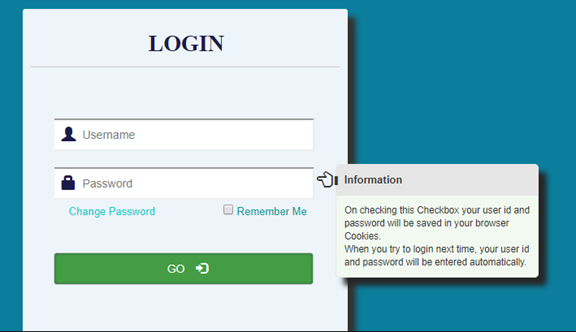 LOGIN
Username
Password
Change Password
Remember Me
GO
Information
On checking this Checkbox your user id and
password will be saved in your browser
Cookies.
When you try to login next time, your user id
and password will be entered automatically.